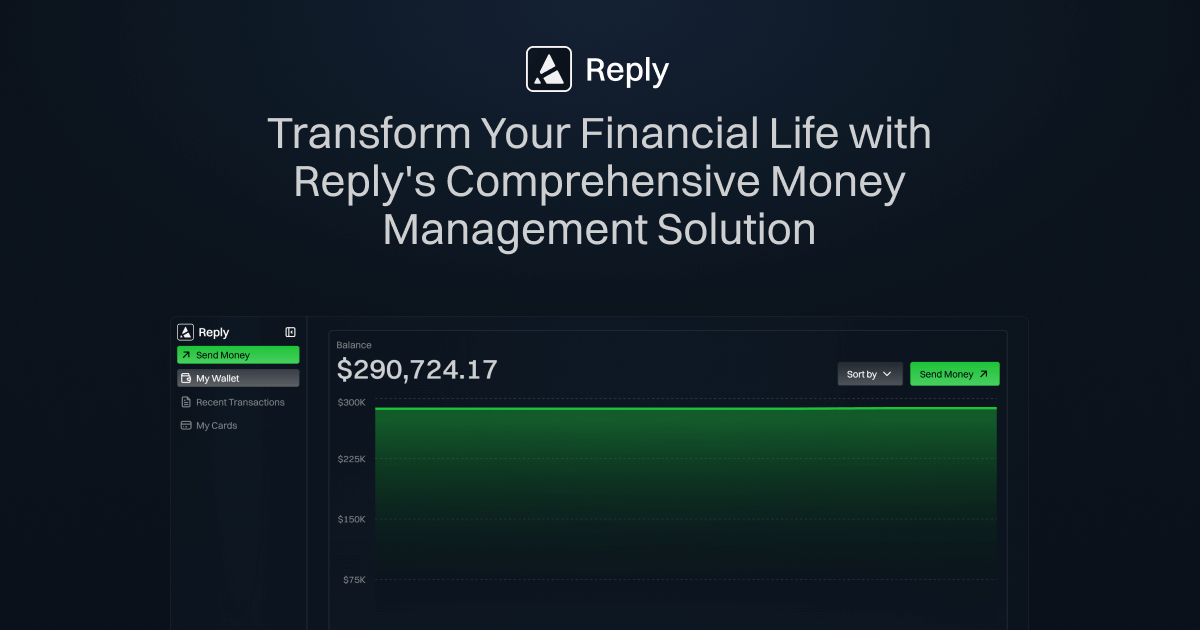 Reply
Transform Your Financial Life with
Reply's Comprehensive Money
Management Solution
Reply
Send Money
My Wallet
Recent Transactions
My Cards
Balance
$290,724.17
Sort by
Send Money
$300K
$225K
$150K
$75K